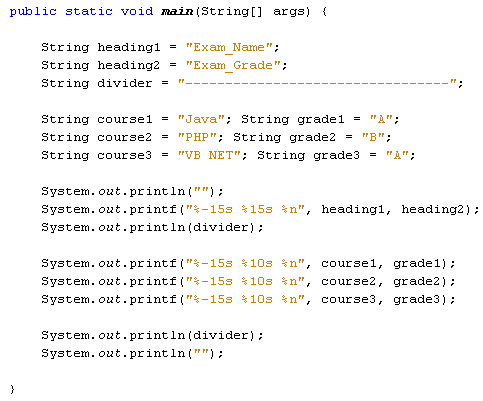 public static void main(String[] args) {
String heading1 = "Exam_Name";
String heading2 = "Exam_Grade";
String divider = "----------------------------------";
String course1 = "Java"; String grade1 = "A";
String course2 = "PHP"; String grade2 = "B";
String course3 = "VB NET"; String grade3 = "A";
System.out.println("");
System.out.printf("%-15s %15s %n", heading1, heading2);
System.out.println(divider);
System.out.printf("%-15s %10s %n", course1, grade1);
System.out.printf("%-15s %10s %n", course2, grade2);
System.out.printf("%-15s %10s %n", course3, grade3);
System.out.println(divider);
System.out.println("");
}